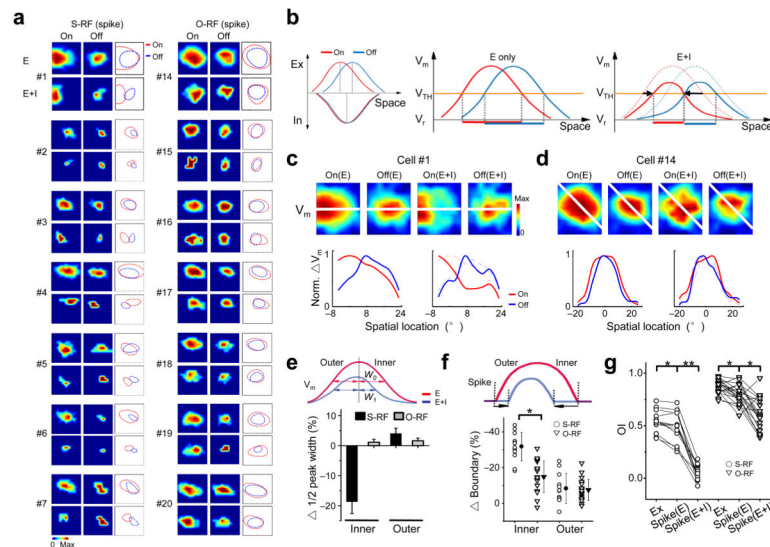 a
S-RF (spike)
On Off
On
Off
E
#1
E+I
#2
#3
#4
#5
#6
#7
0 Max
O-RF (spike)
On Off
#14
#15
#16
#17
#18
#19
#20
b
Ex
In
On Off
Space
E only
Vm
VTH
Vr
Space
E+I
Vm
VTH
Vr
Space
c
Cell #1
On(E) Off(E) On(E+I) Off(E+I)
Vm
Max
0
Norm. △Vm
1
On
Off
-8 8 24 -8 8 24
Spatial location (°)
d
Cell #14
On(E) Off(E) On(E+I) Off(E+I)
1
-20 0 20 -20 0 20
Spatial location (°)
e
Outer Inner
Vm
W0
W1
E
E+I
△ 1/2 peak width (%)
10
0
-10
-20
S-RF O-RF
Inner Outer
f
Outer Inner
Spike
△ Boundary (%)
-40
-20
0
*
S-RF
O-RF
Inner Outer
g
OI
1.0
0.5
0.0
* ** * *
S-RF
O-RF
Ex Spike(E) Spike(E+I) Ex Spike(E) Spike(E+I)